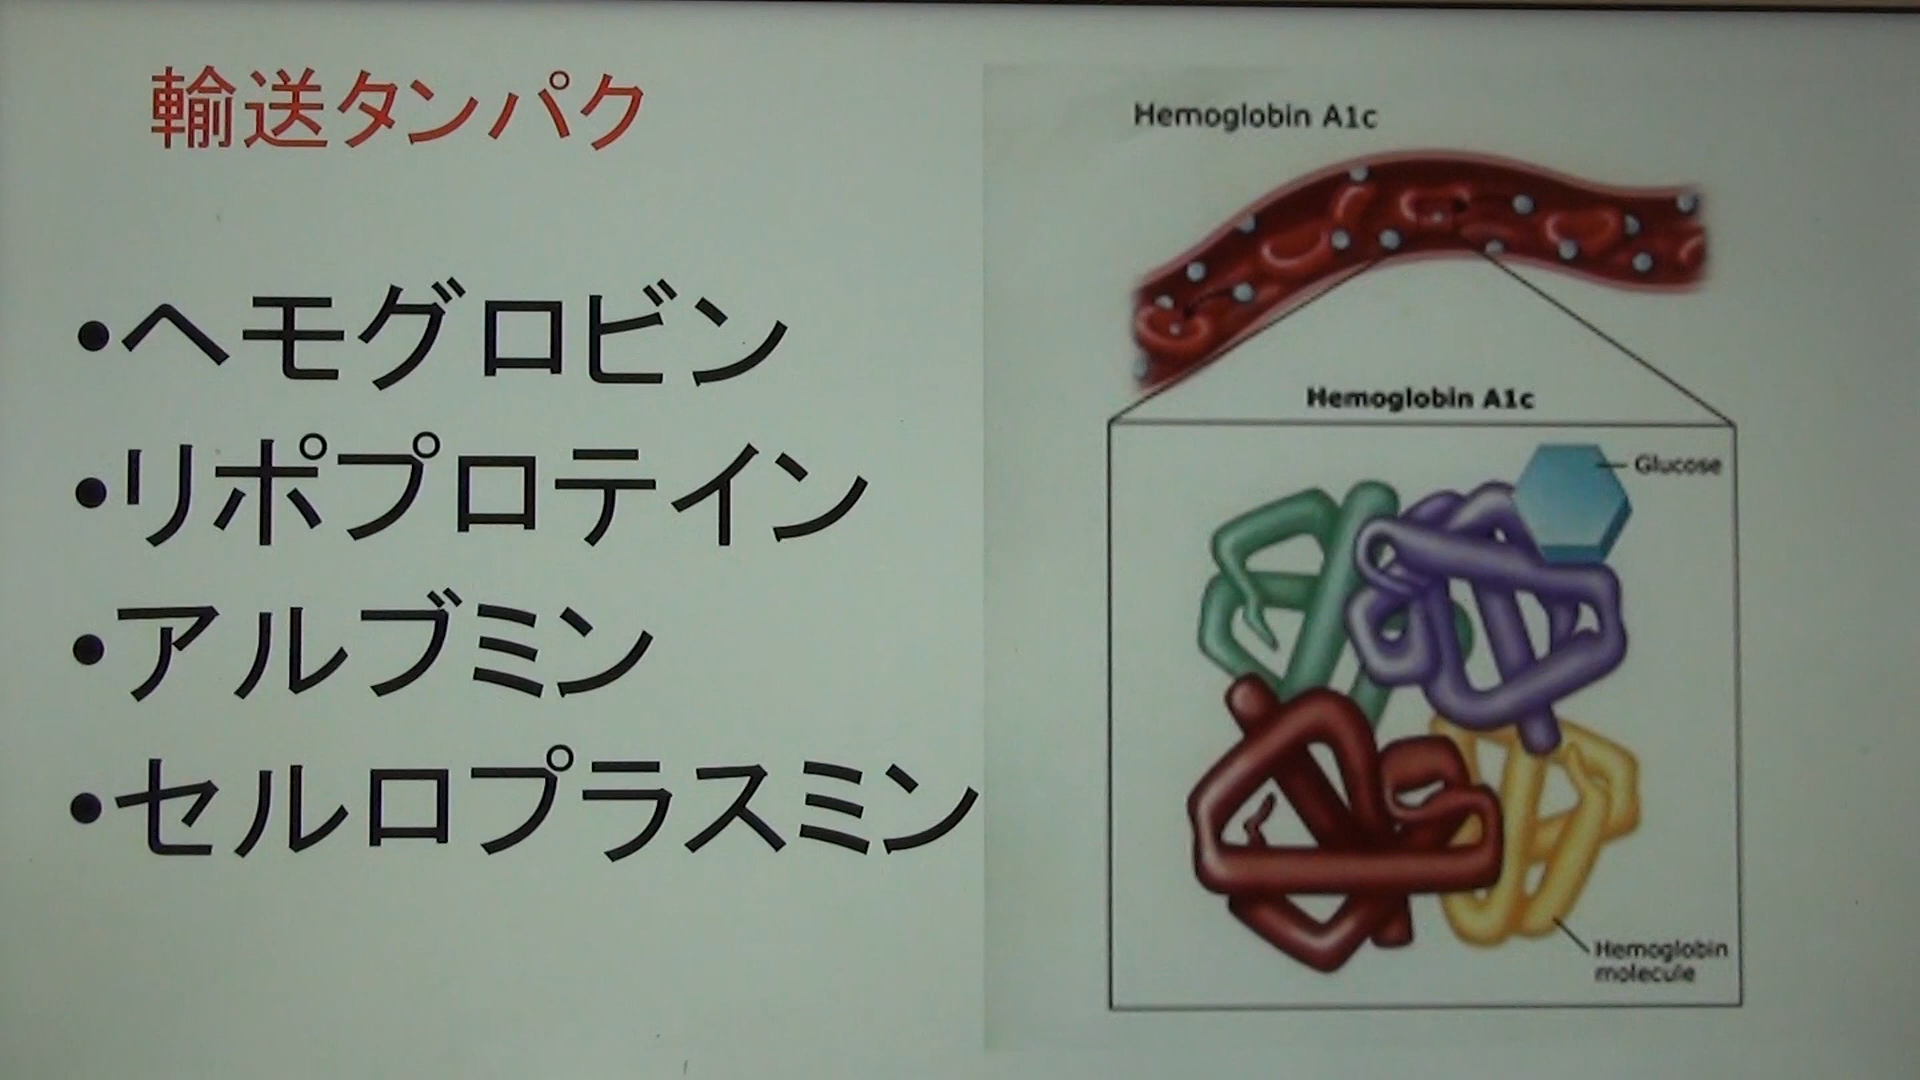 輸送タンパク
•ヘモグロビン
•リポプロテイン
•アルブミン
•セルロプラスミン
Hemoglobin A1c
Hemoglobin A1c
Glucose
Hemoglobin
molecule